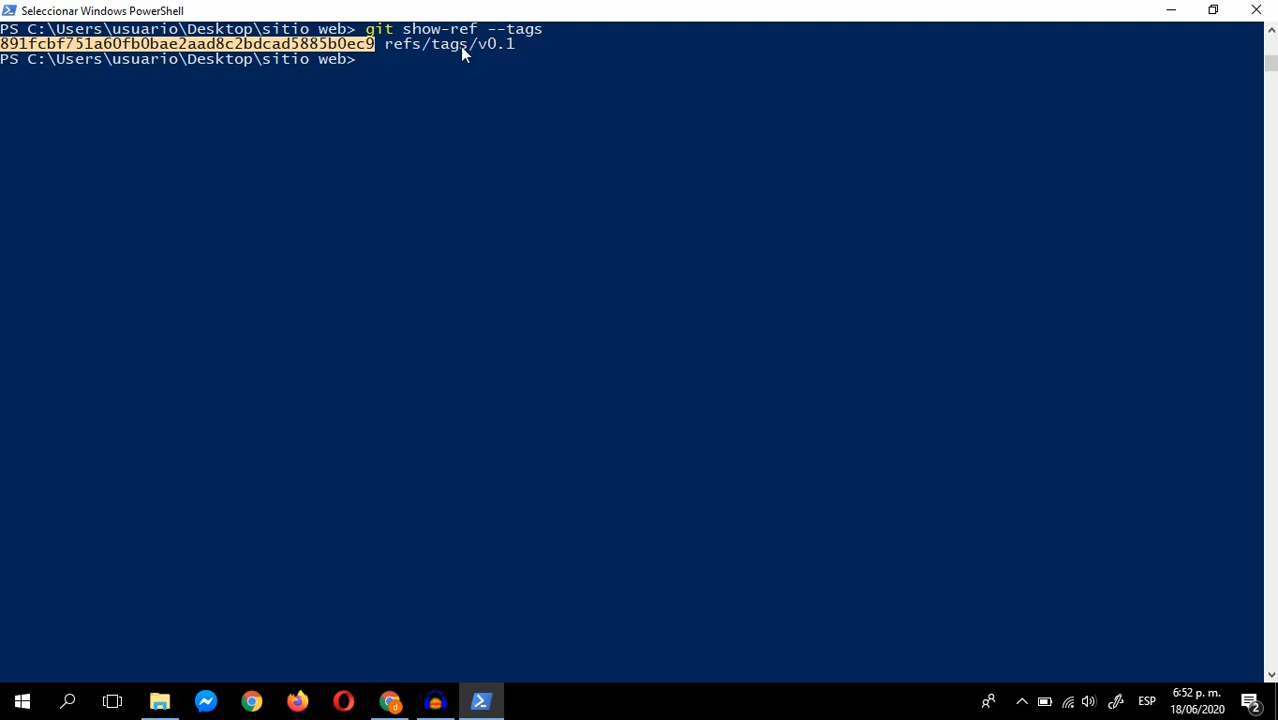 Seleccionar Windows PowerShell
PS C:\Users\usuario\Desktop\sitio web> git show-ref --tags
891fcbf751a60fb0bae2aad8c2bdcad5885b0ec9 refs/tags/v0.1
PS C:\Users\usuario\Desktop\sitio web>
ESP
6:52 p. m.
18/06/2020
2